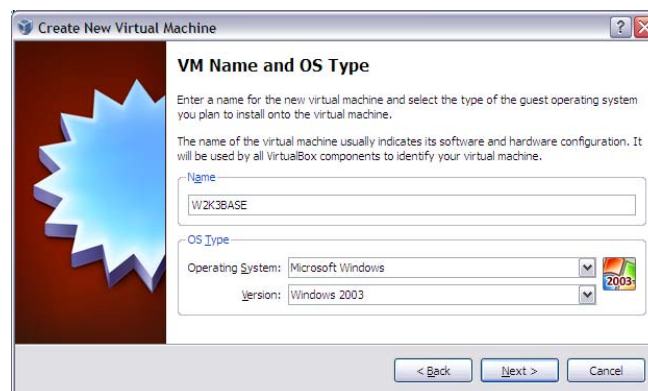 Create New Virtual Machine
VM Name and OS Type
Enter a name for the new virtual machine and select the type of the guest operating system
you plan to install onto the virtual machine.
The name of the virtual machine usually indicates its software and hardware configuration. It
will be used by all VirtualBox components to identify your virtual machine.
Name
W2K3BASE
OS Type
Operating System: Microsoft Windows
2003
Version: Windows 2003
< Back Next > Cancel